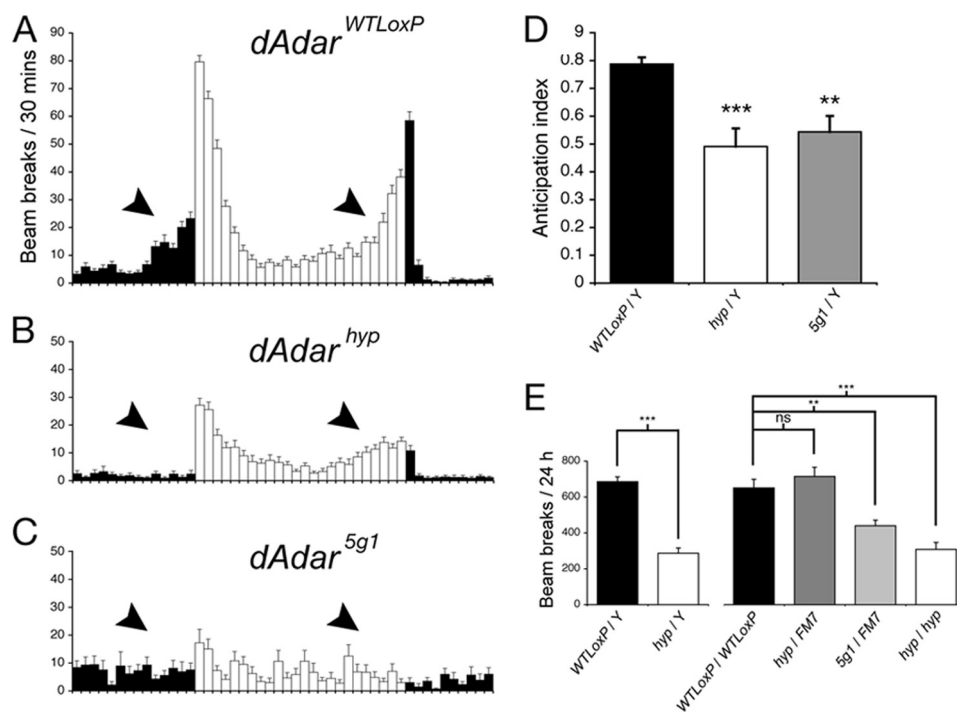 A
dAdar WTLoxP
Beam breaks / 30 mins
90
80
70
60
50
40
30
20
10
0
B
dAdar hyp
50
40
30
20
10
0
C
dAdar 5g1
50
40
30
20
10
0
D
Anticipation index
0.9
0.8
0.7
0.6
0.5
0.4
0.3
0.2
0.1
0
***
**
WTLoxP / Y
hyp / Y
5g1 / Y
E
Beam breaks / 24 h
800
600
400
200
0
***
***
**
ns
WTLoxP / Y
hyp / Y
WTLoxP / WTLoxP
hyp / FM7
5g1 / FM7
hyp / hyp